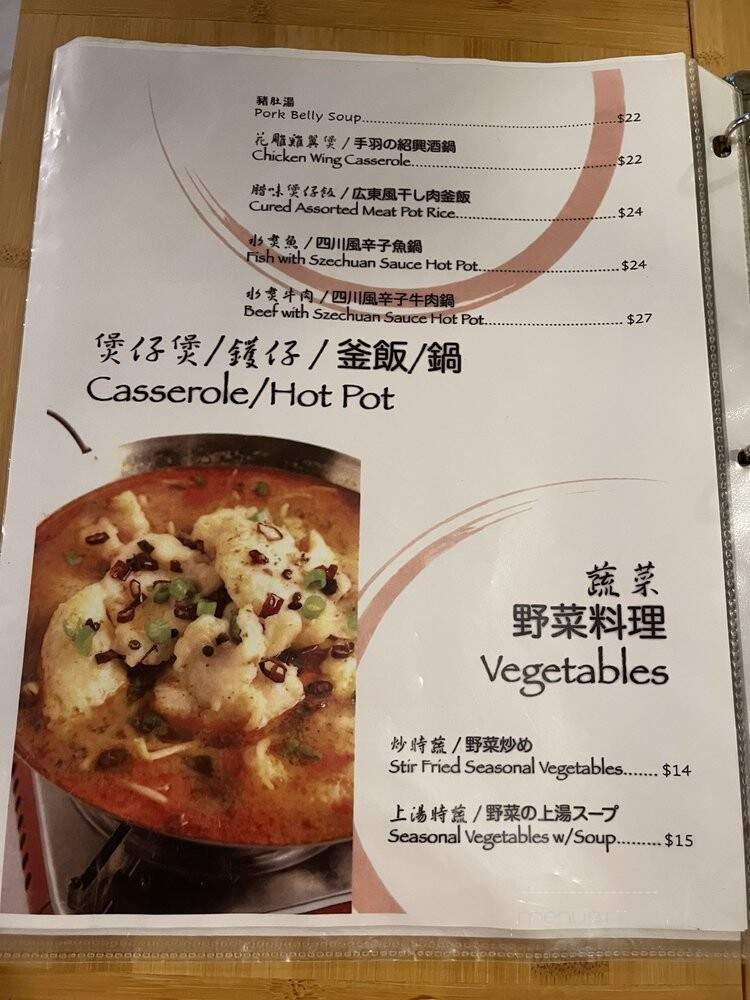 豬肚湯
Pork Belly Soup........................$22
花雕雞翼煲 / 手羽の紹興酒鍋
Chicken Wing Casserole........................$22
腊味煲仔飯 / 広東風干し肉釜飯
Cured Assorted Meat Pot Rice........................$24
水煮魚 / 四川風辛子魚鍋
Fish with Szechuan Sauce Hot Pot........................$24
水煮牛肉 / 四川風辛子牛肉鍋
Beef with Szechuan Sauce Hot Pot........................$27
煲仔煲/鑊仔 / 釜飯/鍋
Casserole/Hot Pot
蔬菜
野菜料理
Vegetables
炒時蔬 / 野菜炒め
Stir Fried Seasonal Vegetables....... $14
上湯時蔬 / 野菜の上湯スープ
Seasonal Vegetables w/Soup......... $15